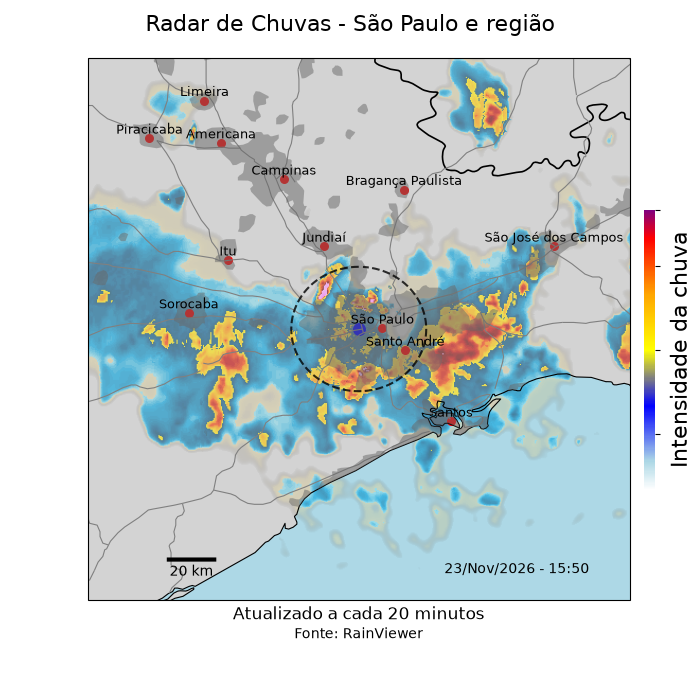 Radar de Chuvas - São Paulo e região
Limeira
Piracicaba
Americana
Campinas
Bragança Paulista
Jundiaí
São José dos Campos
Itu
Sorocaba
São Paulo
Santo André
Santos
Intensidade da chuva
20 km
23/Nov/2026 - 15:50
Atualizado a cada 20 minutos
Fonte: RainViewer